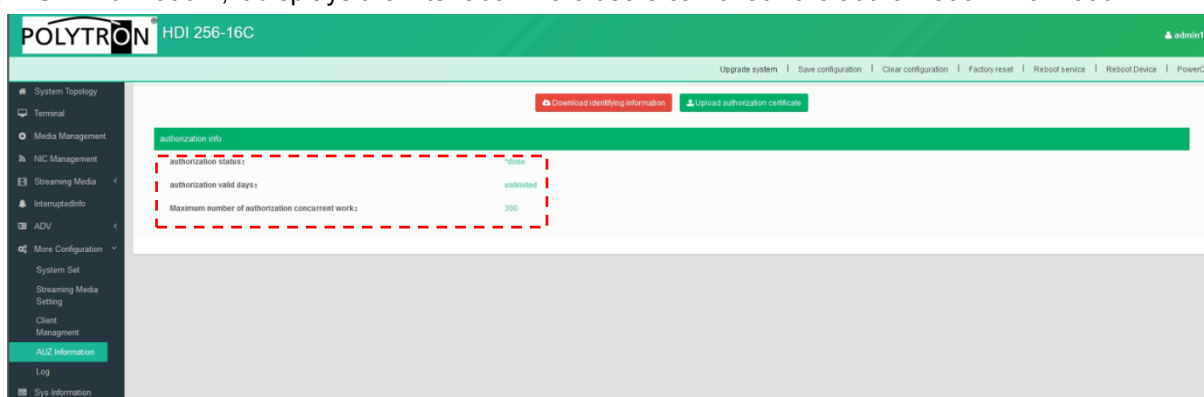 POLYTRON® HDI 256-16C
admin1
Upgrade system | Save configuration | Clear configuration | Factory reset | Reboot service | Reboot Device |
System Topology
Terminal
Media Management
NIC Management
Streaming Media
InterruptedInfo
ADV
More Configuration
System Set
Streaming Media
Setting
Client
Managment
AUZ Information
Log
Sys Information
Download identifying information
Upload authorization certificate
authorization info
authorization status: *done
authorization valid days: unlimited
Maximum number of authorization concurrent work: 300